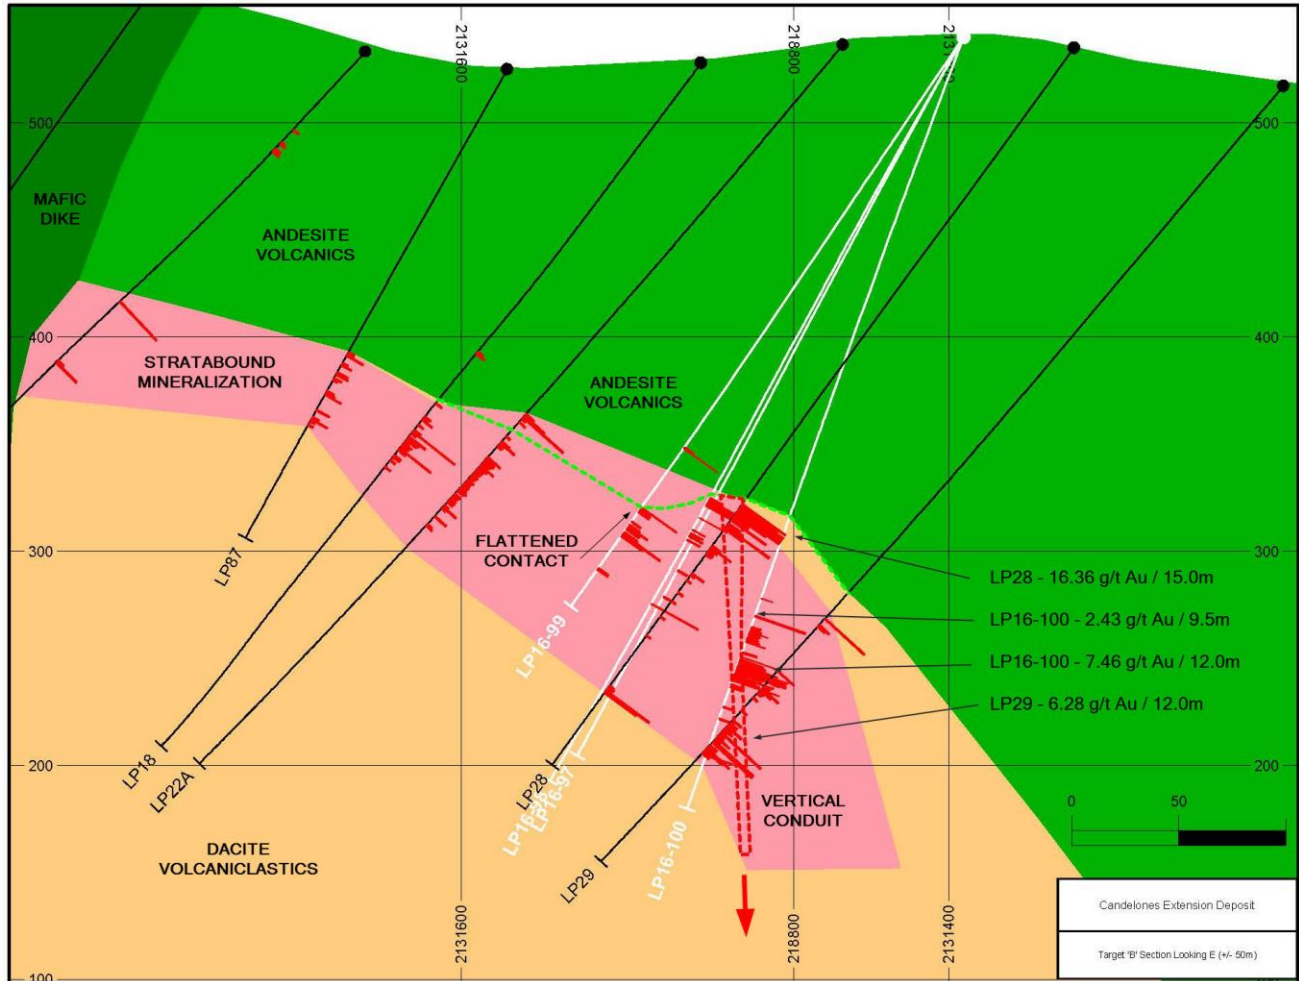 2131600
218800
500
500
MAFIC
DIKE
ANDESITE
VOLCANICS
400
400
STRATABOUND
MINERALIZATION
ANDESITE
VOLCANICS
FLATTENED
CONTACT
300
300
LP87
LP28 - 16.36 g/t Au / 15.0m
LP16-99
LP16-100 - 2.43 g/t Au / 9.5m
LP16-100 - 7.46 g/t Au / 12.0m
LP29 - 6.28 g/t Au / 12.0m
LP18
LP22A
LP28
LP16-97
200
200
LP16-100
LP29
VERTICAL
CONDUIT
0
50
DACITE
VOLCANICLASTICS
2131600
218800
2131400
Candelones Extension Deposit
Target 'B' Section Looking E (+/- 50m)
100